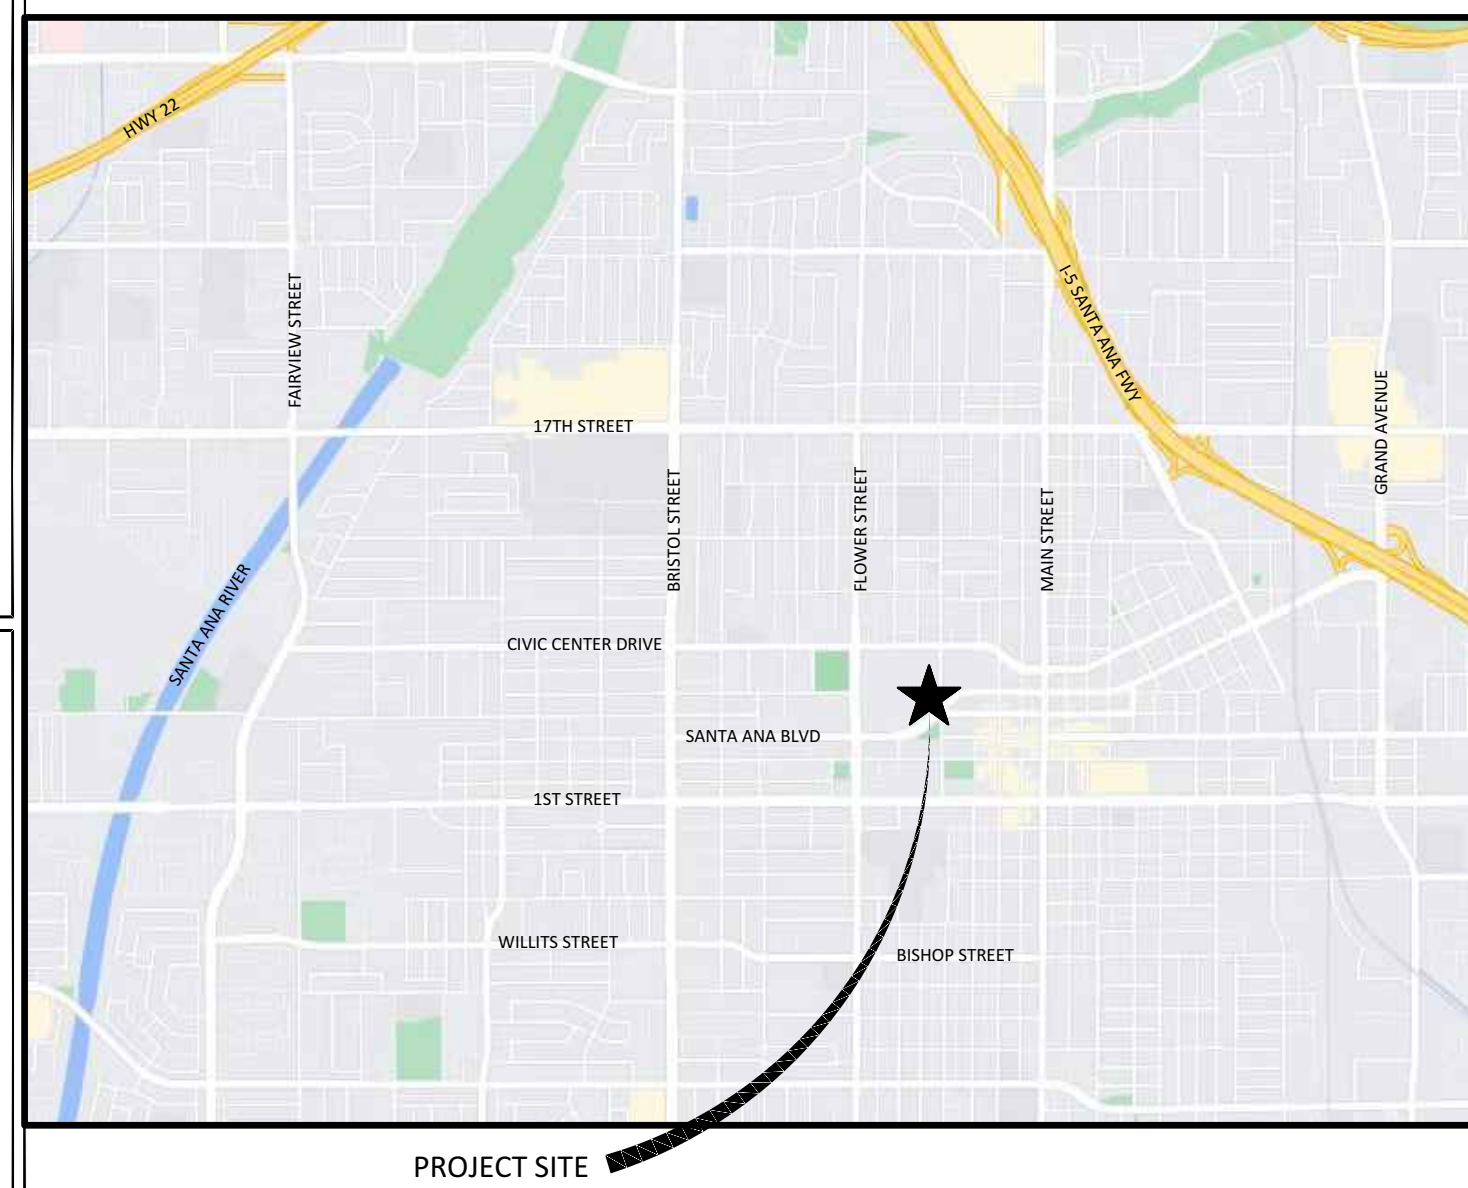 HWY 22
FAIRVIEW STREET
I-5 SANTA ANA FWY
GRAND AVENUE
17TH STREET
BRISTOL STREET
FLOWER STREET
MAIN STREET
SANTA ANA RIVER
CIVIC CENTER DRIVE
SANTA ANA BLVD
1ST STREET
WILLITS STREET
BISHOP STREET
PROJECT SITE